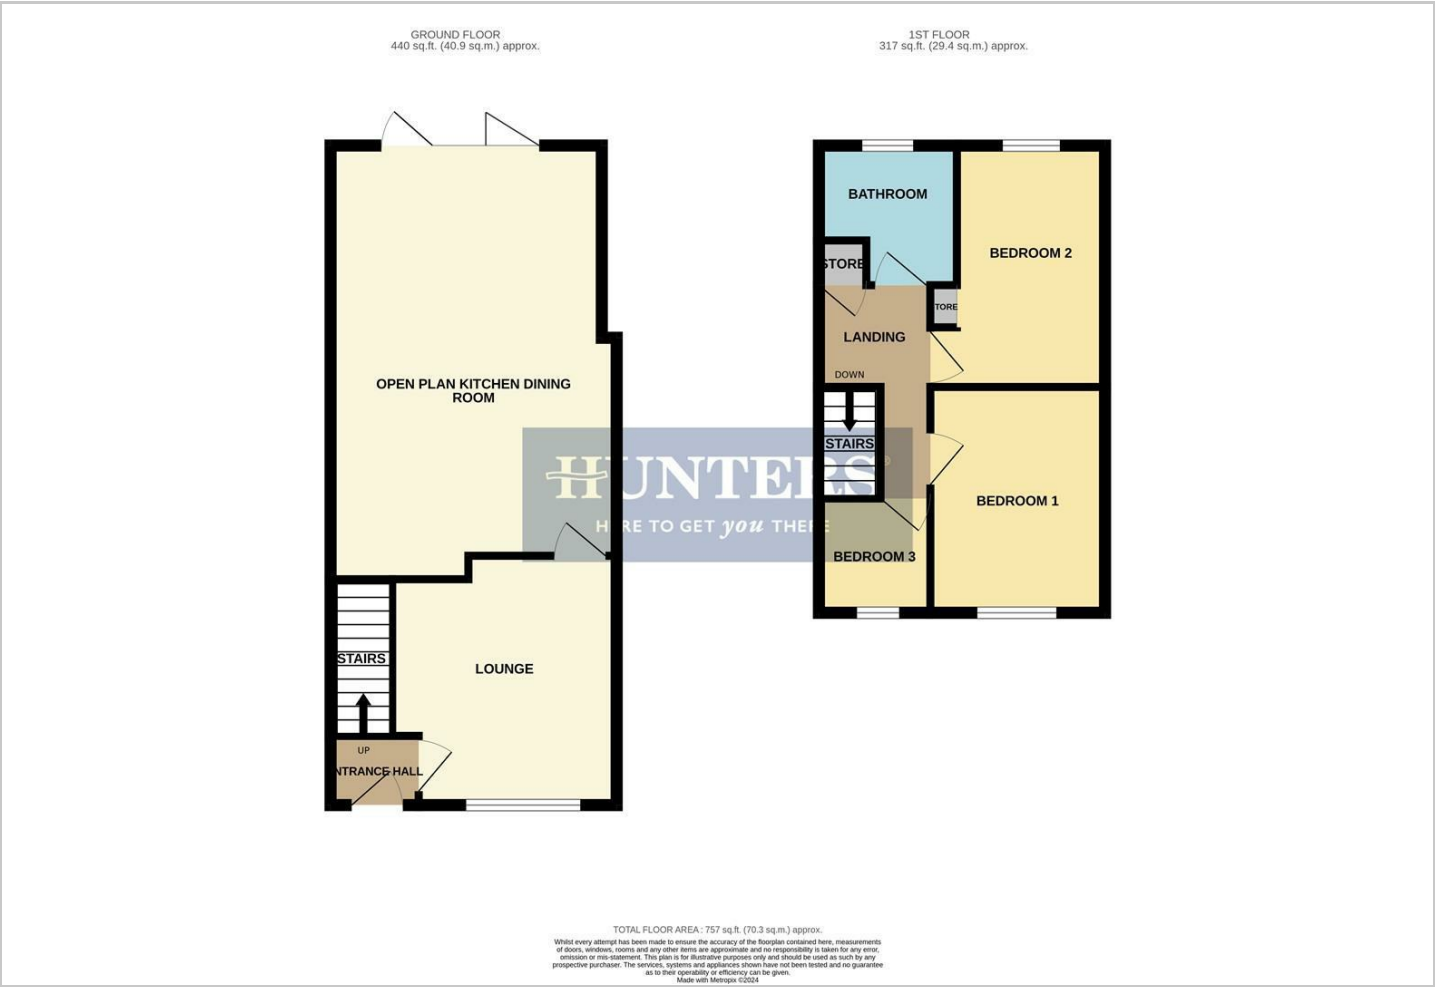 GROUND FLOOR
440 sq.ft. (40.9 sq.m.) approx.
1ST FLOOR
317 sq.ft. (29.4 sq.m.) approx.
OPEN PLAN KITCHEN DINING
ROOM
LOUNGE
STAIRS
UP
NTRANCE HALL
BATHROOM
BEDROOM 2
STORE
TORE
LANDING
DOWN
STAIRS
BEDROOM 1
BEDROOM 3
HUNTERS®
HERE TO GET you THERE
TOTAL FLOOR AREA : 757 sq.ft. (70.3 sq.m.) approx.
Whilst every attempt has been made to ensure the accuracy of the floorplan contained here, measurements
of doors, windows, rooms and any other items are approximate and no responsibility is taken for any error,
omission or mis-statement. This plan is for illustrative purposes only and should be used as such by any
prospective purchaser. The services, systems and appliances shown have not been tested and no guarantee
as to their operability or efficiency can be given.
Made with Metropix ©2024